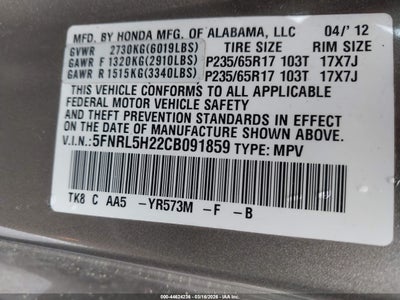 MFD. BY HONDA MFG. OF ALABAMA, LLC 04/'12
GVWR 2730KG(6019LBS) TIRE SIZE RIM SIZE
GAWR F 1320KG(2910LBS) P235/65R17 103T 17X7J
GAWR R 1515KG(3340LBS) P235/65R17 103T 17X7J
THIS VEHICLE CONFORMS TO ALL APPLICABLE
FEDERAL MOTOR VEHICLE SAFETY
AND THEFT PREVENTION STANDARDS IN EFFECT
ON THE DATE OF MANUFACTURE SHOWN ABOVE.
V.I.N.:5FNRL5H22CB091859 TYPE: MPV
TK8 C AA5 -YR573M -F -B
IAA 000-44624236 - 03/16/2026 - © IAA